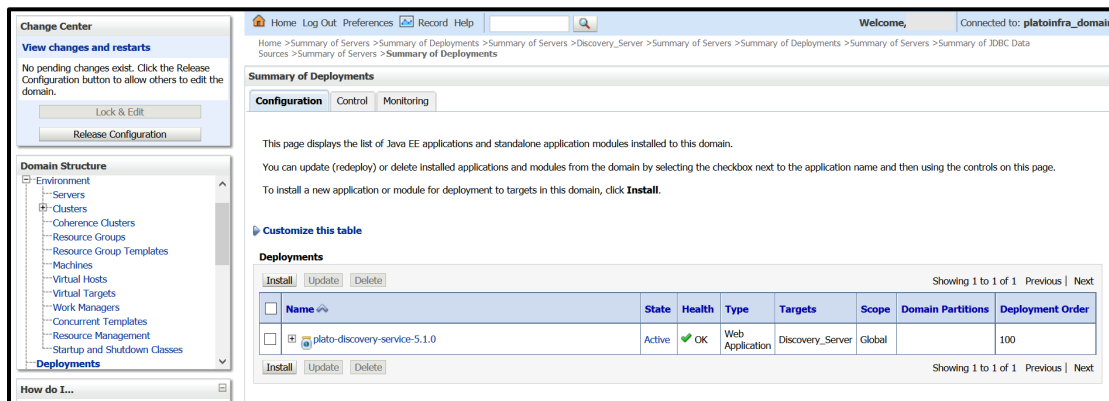 Change Center
View changes and restarts
No pending changes exist. Click the Release
Configuration button to allow others to edit the
domain.
Lock & Edit
Release Configuration
Domain Structure
Environment
Servers
Clusters
Coherence Clusters
Resource Groups
Resource Group Templates
Machines
Virtual Hosts
Virtual Targets
Work Managers
Concurrent Templates
Resource Management
Startup and Shutdown Classes
Deployments
How do I...
Home Log Out Preferences Record Help
Welcome, Connected to: platoinfra_domain
Home >Summary of Servers >Summary of Deployments >Summary of Servers >Discovery_Server >Summary of Servers >Summary of Deployments >Summary of Servers >Summary of JDBC Data
Sources >Summary of Servers >Summary of Deployments
Summary of Deployments
Configuration Control Monitoring
This page displays the list of Java EE applications and standalone application modules installed to this domain.
You can update (redeploy) or delete installed applications and modules from the domain by selecting the checkbox next to the application name and then using the controls on this page.
To install a new application or module for deployment to targets in this domain, click Install.
Customize this table
Deployments
Install Update Delete Showing 1 to 1 of 1 Previous | Next
Name State Health Type Targets Scope Domain Partitions Deployment Order
plato-discovery-service-5.1.0 Active OK Web Application Discovery_Server Global 100
Install Update Delete Showing 1 to 1 of 1 Previous | Next